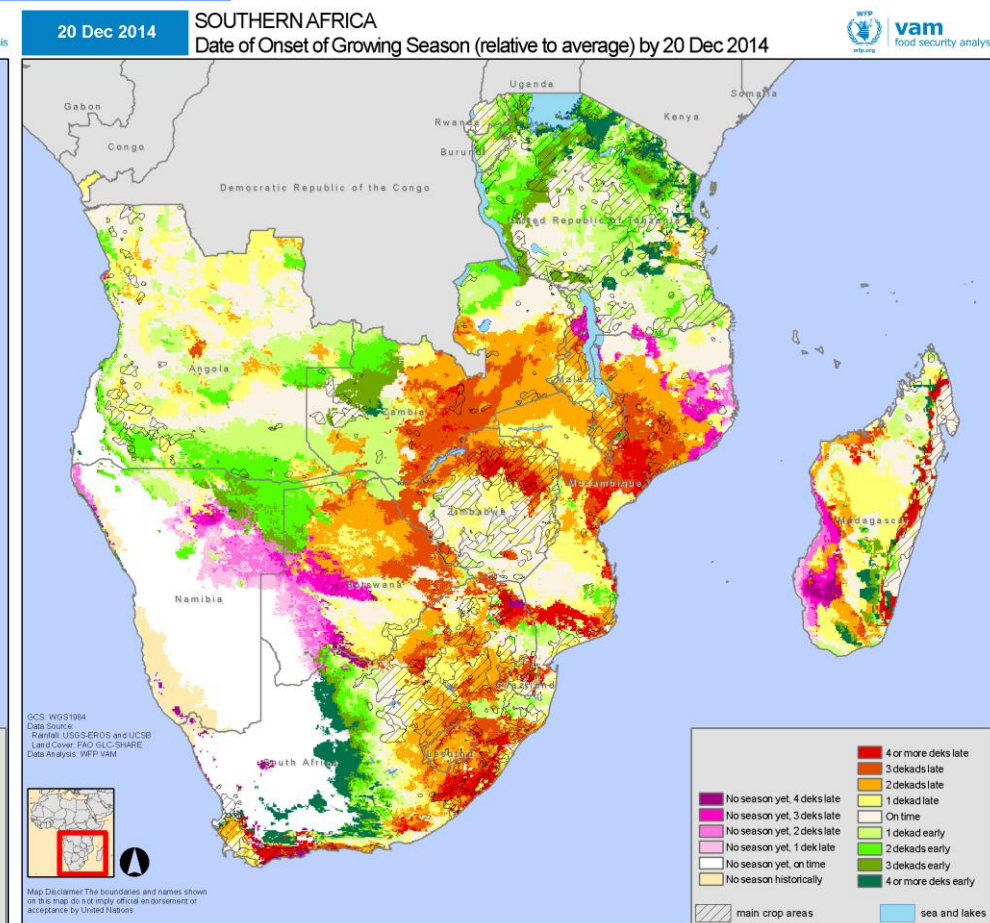 sis
20 Dec 2014
SOUTHERN AFRICA
Date of Onset of Growing Season (relative to average) by 20 Dec 2014
WFP
wfp.org
vam
food security analys
Uganda
Somalia
Gabon
Kenya
Rwanda
Congo
Burundi
Democratic Republic of the Congo
United Republic of Tanzania
Angola
Malawi
Zambia
Mozambique
Zimbabwe
Madagascar
Botswana
Namibia
Swaziland
Lesotho
South Africa
GCS: WGS1984
Data Source:
Rainfall: USGS-EROS and UCSB
Land Cover: FAO GLC-SHARE
Data Analysis: WFP VAM
Map Disclaimer: The boundaries and names shown
on this map do not imply official endorsement or
acceptance by United Nations
No season yet, 4 deks late
No season yet, 3 deks late
No season yet, 2 deks late
No season yet, 1 dek late
No season yet, on time
No season historically
4 or more deks late
3 dekads late
2 dekads late
1 dekad late
On time
1 dekad early
2 dekads early
3 dekads early
4 or more deks early
main crop areas
sea and lakes